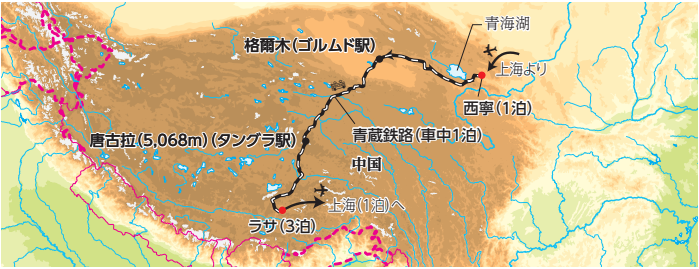 青海湖
格爾木(ゴルムド駅)
上海より
西寧(1泊)
青蔵鉄路(車中1泊)
唐古拉(5,068m)(タングラ駅)
中国
上海(1泊)へ
ラサ(3泊)